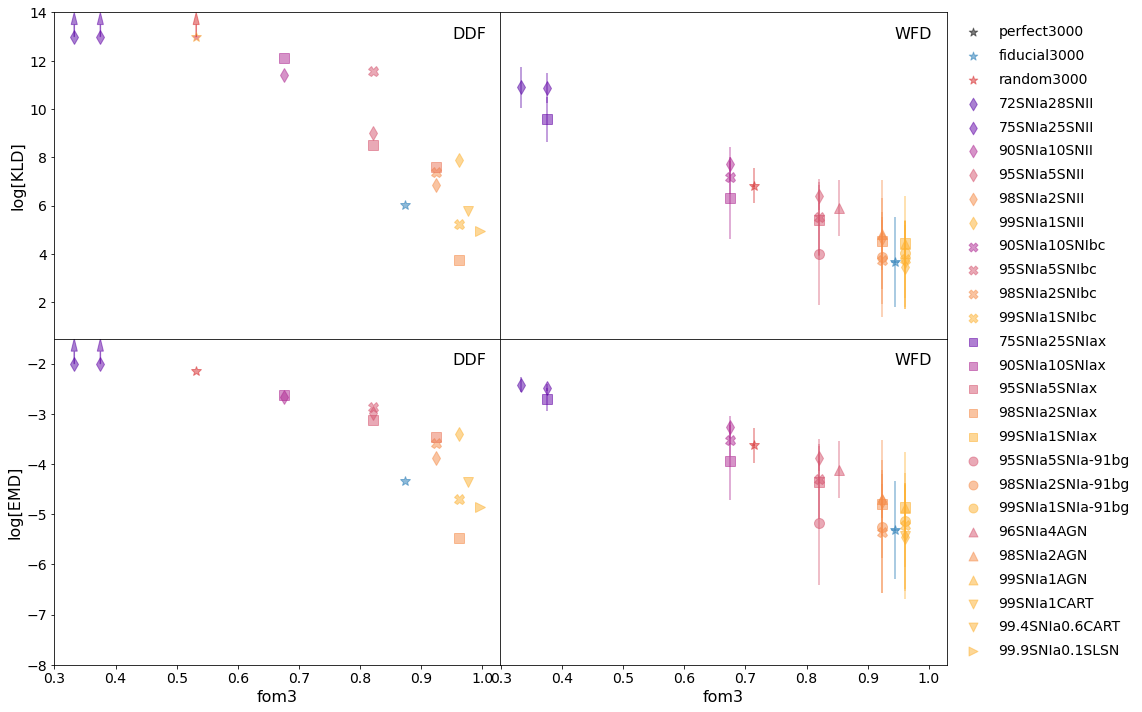 14
12
10
8
6
4
2
log[KLD]
DDF
WFD
−2
−3
−4
−5
−6
−7
−8
log[EMD]
DDF
WFD
0.3 0.4 0.5 0.6 0.7 0.8 0.9 1.0
fom3
0.3 0.4 0.5 0.6 0.7 0.8 0.9 1.0
fom3
perfect3000
fiducial3000
random3000
72SNIa28SNII
75SNIa25SNII
90SNIa10SNII
95SNIa5SNII
98SNIa2SNII
99SNIa1SNII
90SNIa10SNIbc
95SNIa5SNIbc
98SNIa2SNIbc
99SNIa1SNIbc
75SNIa25SNIax
90SNIa10SNIax
95SNIa5SNIax
98SNIa2SNIax
99SNIa1SNIax
95SNIa5SNIa-91bg
98SNIa2SNIa-91bg
99SNIa1SNIa-91bg
96SNIa4AGN
98SNIa2AGN
99SNIa1AGN
99SNIa1CART
99.4SNIa0.6CART
99.9SNIa0.1SLSN